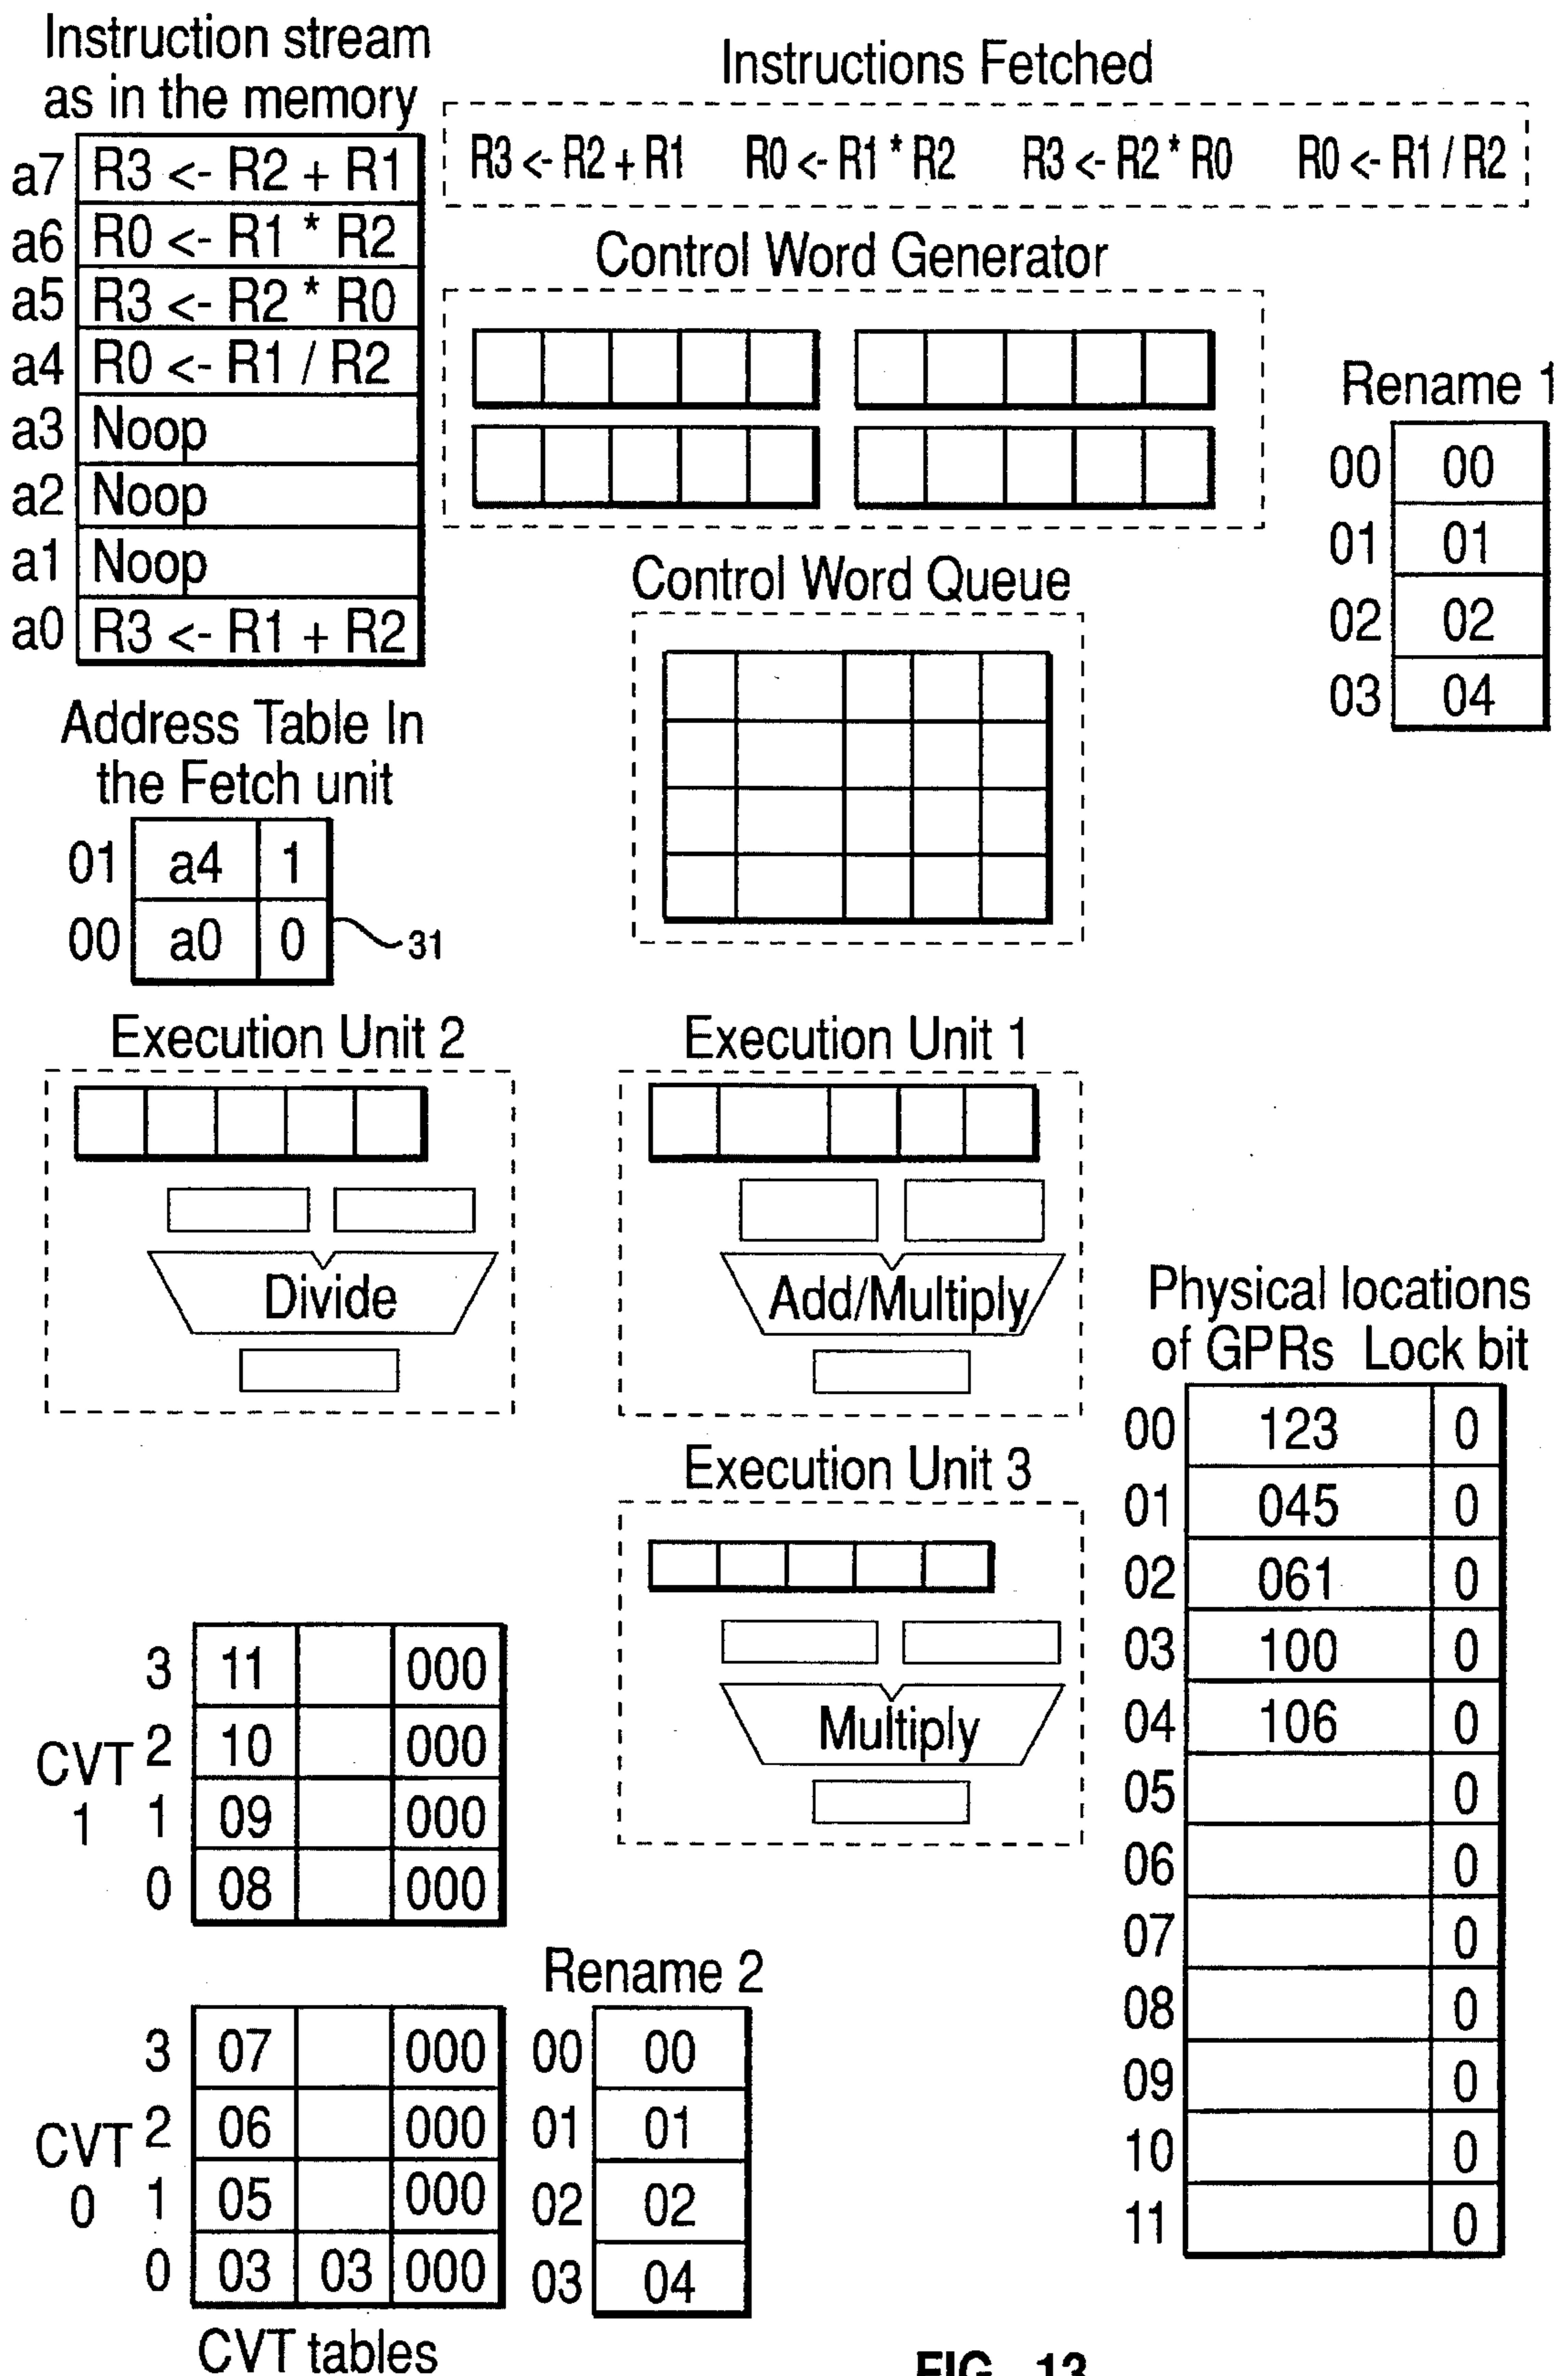 Instruction stream
as in the memory
a7 R3 <- R2 + R1
a6 R0 <- R1 * R2
a5 R3 <- R2 * R0
a4 R0 <- R1 / R2
a3 Noop
a2 Noop
a1 Noop
a0 R3 <- R1 + R2
Instructions Fetched
R3 <- R2 + R1 R0 <- R1 * R2 R3 <- R2 * R0 R0 <- R1 / R2
Control Word Generator
Rename 1
00 00
01 01
02 02
03 04
Control Word Queue
Address Table In
the Fetch unit
01 a4 1
00 a0 0
31
Execution Unit 2
Divide
Execution Unit 1
Add/Multiply
Execution Unit 3
Multiply
Physical locations
of GPRs Lock bit
00 123 0
01 045 0
02 061 0
03 100 0
04 106 0
05 0
06 0
07 0
08 0
09 0
10 0
11 0
CVT
1
3 11 000
2 10 000
1 09 000
0 08 000
CVT
0
3 07 000
2 06 000
1 05 000
0 03 03 000
CVT tables
Rename 2
00 00
01 01
02 02
03 04
FIG. 13